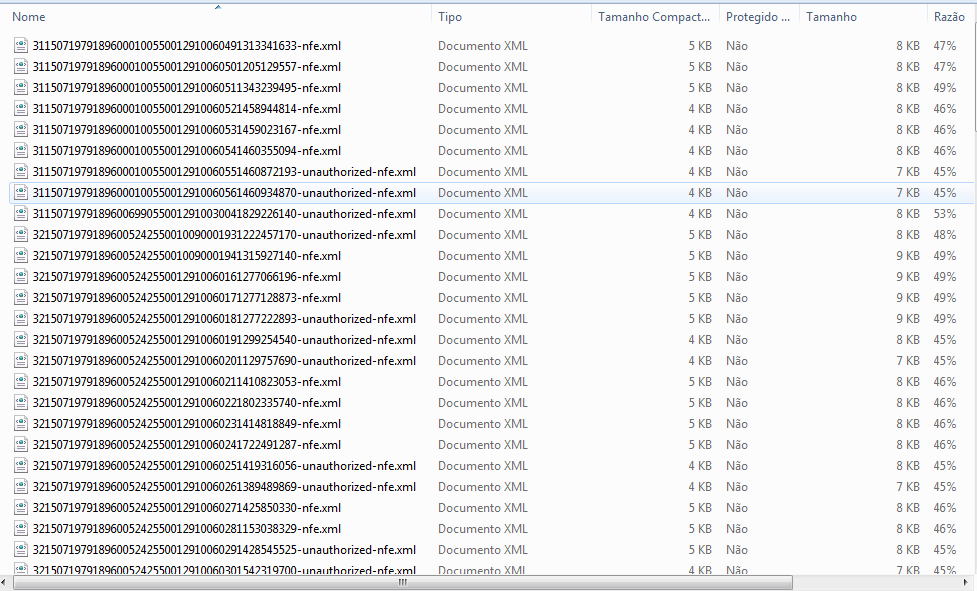 Nome Tipo Tamanho Compact... Protegido ... Tamanho Razão
31150719791896000100550012910060491313341633-nfe.xml Documento XML 5 KB Não 8 KB 47%
31150719791896000100550012910060501205129557-nfe.xml Documento XML 5 KB Não 8 KB 47%
31150719791896000100550012910060511343239495-nfe.xml Documento XML 5 KB Não 8 KB 49%
31150719791896000100550012910060521458944814-nfe.xml Documento XML 4 KB Não 8 KB 46%
31150719791896000100550012910060531459023167-nfe.xml Documento XML 4 KB Não 8 KB 46%
31150719791896000100550012910060541460355094-nfe.xml Documento XML 4 KB Não 8 KB 46%
31150719791896000100550012910060551460872193-unauthorized-nfe.xml Documento XML 4 KB Não 7 KB 45%
31150719791896000100550012910060561460934870-unauthorized-nfe.xml Documento XML 4 KB Não 7 KB 45%
31150719791896006990550012910030041829226140-unauthorized-nfe.xml Documento XML 4 KB Não 8 KB 53%
32150719791896005242550010090001931222457170-unauthorized-nfe.xml Documento XML 5 KB Não 8 KB 48%
32150719791896005242550010090001941315927140-nfe.xml Documento XML 5 KB Não 9 KB 49%
32150719791896005242550012910060161277066196-nfe.xml Documento XML 5 KB Não 9 KB 49%
32150719791896005242550012910060171277128873-nfe.xml Documento XML 5 KB Não 9 KB 49%
32150719791896005242550012910060181277222893-unauthorized-nfe.xml Documento XML 5 KB Não 9 KB 49%
32150719791896005242550012910060191299254540-unauthorized-nfe.xml Documento XML 4 KB Não 8 KB 45%
32150719791896005242550012910060201129757690-unauthorized-nfe.xml Documento XML 4 KB Não 7 KB 45%
32150719791896005242550012910060211410823053-nfe.xml Documento XML 5 KB Não 8 KB 46%
32150719791896005242550012910060221802335740-nfe.xml Documento XML 5 KB Não 8 KB 46%
32150719791896005242550012910060231414818849-nfe.xml Documento XML 5 KB Não 8 KB 46%
32150719791896005242550012910060241722491287-nfe.xml Documento XML 5 KB Não 8 KB 46%
32150719791896005242550012910060251419316056-unauthorized-nfe.xml Documento XML 4 KB Não 8 KB 45%
32150719791896005242550012910060261389489869-unauthorized-nfe.xml Documento XML 4 KB Não 7 KB 45%
32150719791896005242550012910060271425850330-nfe.xml Documento XML 5 KB Não 8 KB 46%
32150719791896005242550012910060281153038329-nfe.xml Documento XML 5 KB Não 8 KB 46%
32150719791896005242550012910060291428545525-unauthorized-nfe.xml Documento XML 5 KB Não 8 KB 45%
32150719791896005242550012910060301542319700-unauthorized-nfe.xml Documento XML 4 KB Não 7 KB 45%